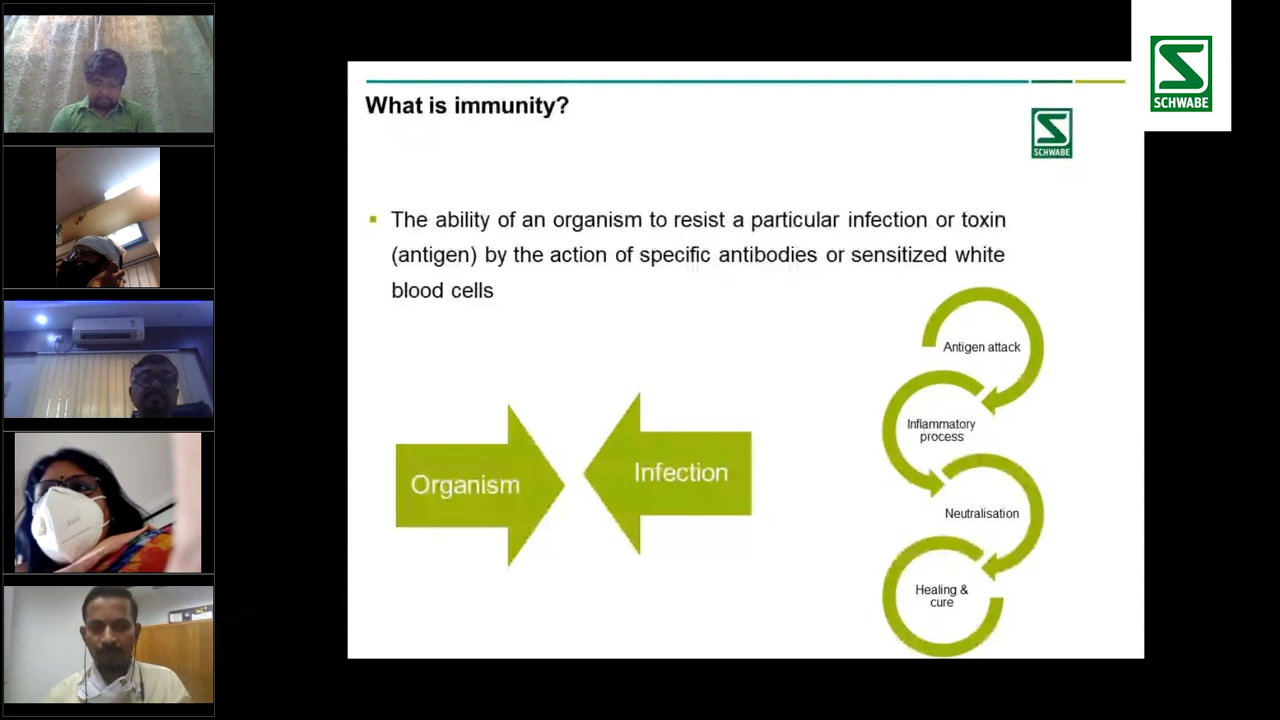 SCHWABE
What is immunity?
SCHWABE
The ability of an organism to resist a particular infection or toxin
(antigen) by the action of specific antibodies or sensitized white
blood cells
Organism
Infection
Antigen attack
Inflammatory
process
Neutralisation
Healing &
cure